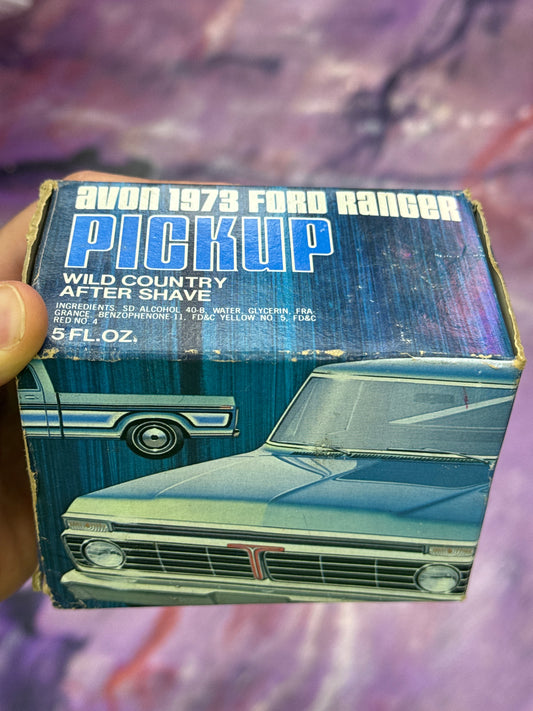 avon 1973 FORD RanGER
PICKUP
WILD COUNTRY
AFTER SHAVE
INGREDIENTS: SD ALCOHOL 40-B, WATER, GLYCERIN, FRA-
GRANCE, BENZOPHENONE-11, FD&C YELLOW NO. 5, FD&C
RED NO. 4
5 FL. OZ.